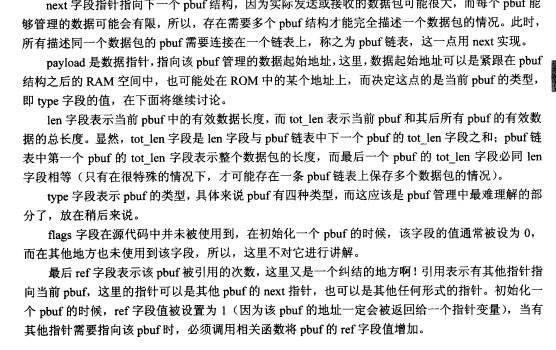 next 字段指针指向下一个 pbuf 结构，因为实际发送或接收的数据包可能很大，而每个 pbuf 能
够管理的数据可能会有限，所以，存在需要多个 pbuf 结构才能完全描述一个数据包的情况。此时，
所有描述同一个数据包的 pbuf 需要连接在一个链表上，称之为 pbuf 链表，这一点用 next 实现。
payload 是数据指针，指向该 pbuf 管理的数据起始地址，这里，数据起始地址可以是紧跟在 pbuf
结构之后的 RAM 空间中，也可能处在 ROM 中的某个地址上，而决定这点的是当前 pbuf 的类型，
即 type 字段的值，在下面将继续讨论。
len 字段表示当前 pbuf 中的有效数据长度，而 tot_len 表示当前 pbuf 和其后所有 pbuf 的有效数
据的总长度。显然，tot_len 字段是 len 字段与 pbuf 链表中下一个 pbuf 的 tot_len 字段之和；pbuf 链
表中第一个 pbuf 的 tot_len 字段表示整个数据包的长度，而最后一个 pbuf 的 tot_len 字段必同 len
字段相等（只有在很特殊的情况下，才可能存在一条 pbuf 链表上保存多个数据包的情况）。
type 字段表示 pbuf 的类型，具体来说 pbuf 有四种类型，而这应该是 pbuf 管理中最难理解的部
分了，放在稍后来说。
flags 字段在源代码中并未被使用到，在初始化一个 pbuf 的时候，该字段的值通常被设为 0，
而在其他地方也未使用到该字段，所以，这里不对它进行讲解。
最后 ref 字段表示该 pbuf 被引用的次数，这里又是一个纠结的地方啊！引用表示有其他指针指
向当前 pbuf，这里的指针可以是其他 pbuf 的 next 指针，也可以是其他任何形式的指针。初始化一
个 pbuf 的时候，ref 字段值被设置为 1（因为该 pbuf 的地址一定会被返回给一个指针变量），当有
其他指针需要指向该 pbuf 时，必须调用相关函数将 pbuf 的 ref 字段值增加。